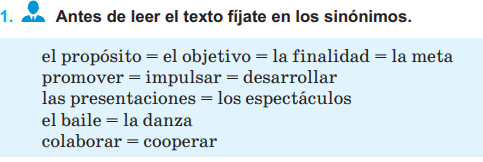 1. Antes de leer el texto fíjate en los sinónimos.
el propósito = el objetivo = la finalidad = la meta
promover = impulsar = desarrollar
las presentaciones = los espectáculos
el baile = la danza
colaborar = cooperar